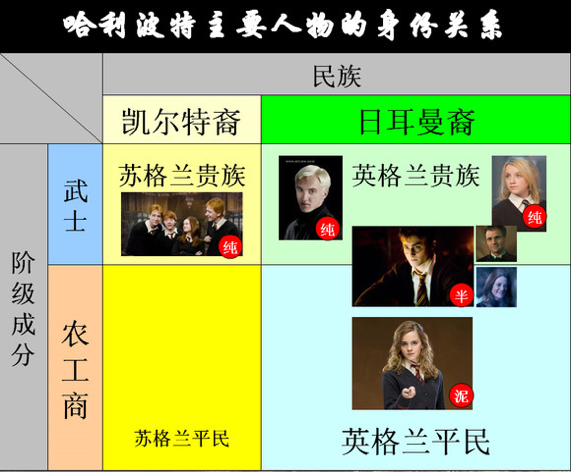 哈利波特主要人物的身份关系
民族
凯尔特裔
日耳曼裔
阶级成分
武士
苏格兰贵族
纯
英格兰贵族
纯
纯
半
农工商
苏格兰平民
泥
英格兰平民